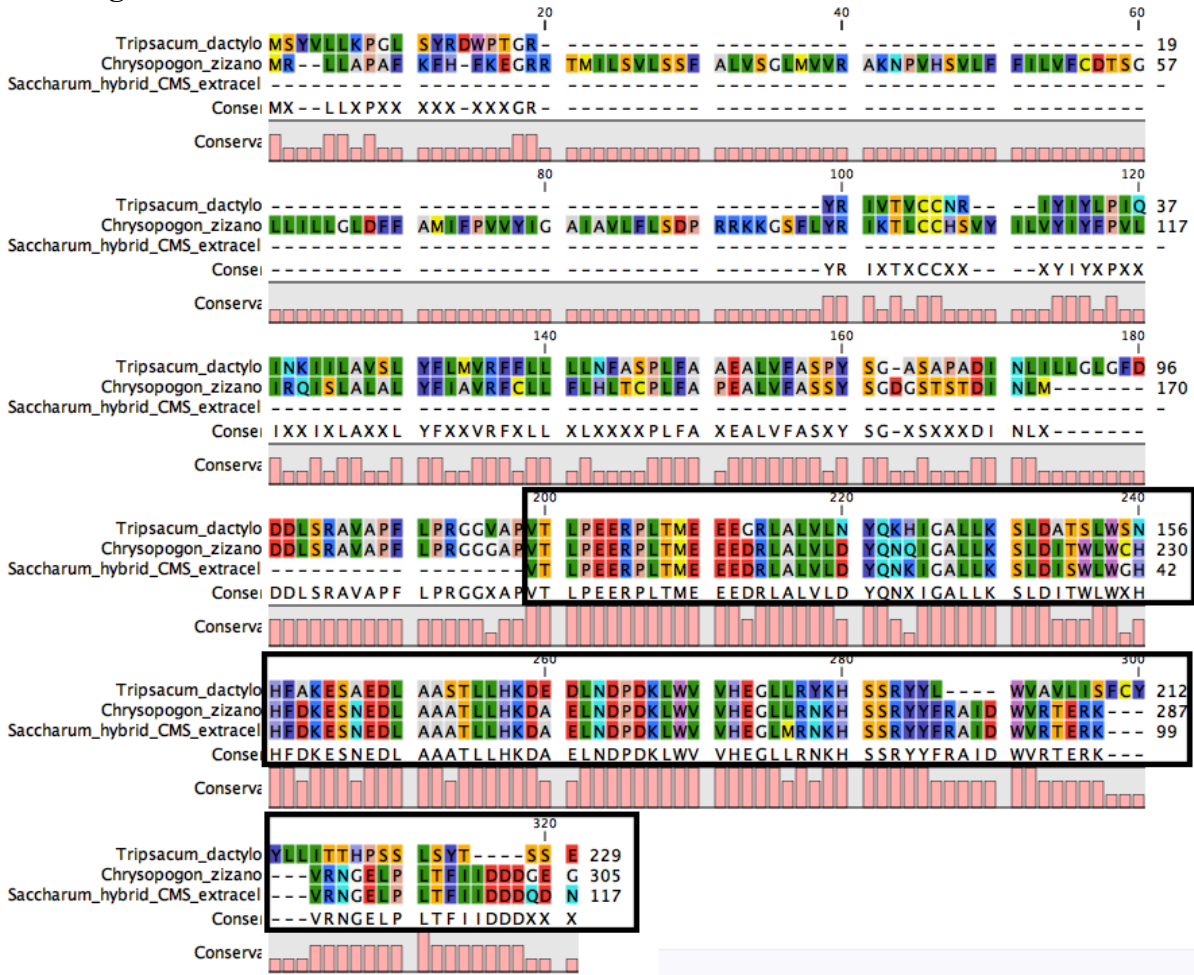 20 40 60
Tripsacum_dactylo MSYVLLKPGL SYRDWPTGR- ---------- ---------- ---------- ---------- 19
Chrysopogon_zizano MR--LLAPAF KFH-FKEGRR TMILSVLSSF ALVSGLMVVR AKNPVHSVLF FILVFCDTSG 57
Saccharum_hybrid_CMS_extracel ---------- ---------- ---------- ---------- ---------- ---------- -
Conse MX--LLXPXX XXX-XXXGR- ---------- ---------- ---------- ----------
Conserva
80 100 120
Tripsacum_dactylo ---------- ---------- ---------- --------YR IVTVCCNR-- --IYIYLPIQ 37
Chrysopogon_zizano LLILLGLDFF AMIFPVVYIG AIAVLFLSDP RRKKGSFLYR IKTLCCHSVY ILVYIYFPVL 117
Saccharum_hybrid_CMS_extracel ---------- ---------- ---------- ---------- ---------- ---------- -
Conse ---------- ---------- ---------- --------YR IXTXCCXX-- --XYIYXPXX
Conserva
140 160 180
Tripsacum_dactylo INKIILAVSL YFLMVRFFLL LLNFASPLFA AEALVFASPY SG-ASAPADI NLILLGLGFD 96
Chrysopogon_zizano IRQISLALAL YFIAVRFCLL FLHLTCPLFA PEALVFASSY SGDGSTSTDI NLM------- 170
Saccharum_hybrid_CMS_extracel ---------- ---------- ---------- ---------- ---------- ---------- -
Conse IXXIXLAXXL YFXXVRFXLL XLXXXXPLFA XEALVFASXY SG-XSXXXDI NLX-------
Conserva
200 220 240
Tripsacum_dactylo DDLSRAVAPF LPRGGVAPVT LPEERPLTME EEGRLALVLN YQKHIGALLK SLDATSLWSN 156
Chrysopogon_zizano DDLSRAVAPF LPRGGGAPVT LPEERPLTME EEDRLALVLD YQNQIGALLK SLDITWLWCH 230
Saccharum_hybrid_CMS_extracel ---------- --------VT LPEERPLTME EEDRLALVLD YQNKIGALLK SLDISWLWGH 42
Conse DDLSRAVAPF LPRGGXAPVT LPEERPLTME EEDRLALVLD YQNXIGALLK SLDITWLWXH
Conserva
260 280 300
Tripsacum_dactylo HFAKESAEDL AASTLLHKDE DLNDPDKLWV VHEGLLRYKH SSRYYL---- WVAVLISFCY 212
Chrysopogon_zizano HFDKESNEDL AAATLLHKDA ELNDPDKLWV VHEGLLRNKH SSRYYFRAID WVRTERK--- 287
Saccharum_hybrid_CMS_extracel HFDKESNEDL AAATLLHKDA ELNDPDKLWV VHEGLMRNKH SSRYYFRAID WVRTERK--- 99
Conse HFDKESNEDL AAATLLHKDA ELNDPDKLWV VHEGLLRNKH SSRYYFRAID WVRTERK---
Conserva
320
Tripsacum_dactylo YLLITTHPSS LSYT----SS E 229
Chrysopogon_zizano ---VRNGELP LTFIIDDDGE G 305
Saccharum_hybrid_CMS_extracel ---VRNGELP LTFIIDDDQD N 117
Conse ---VRNGELP LTFIIDDDXX X
Conserva